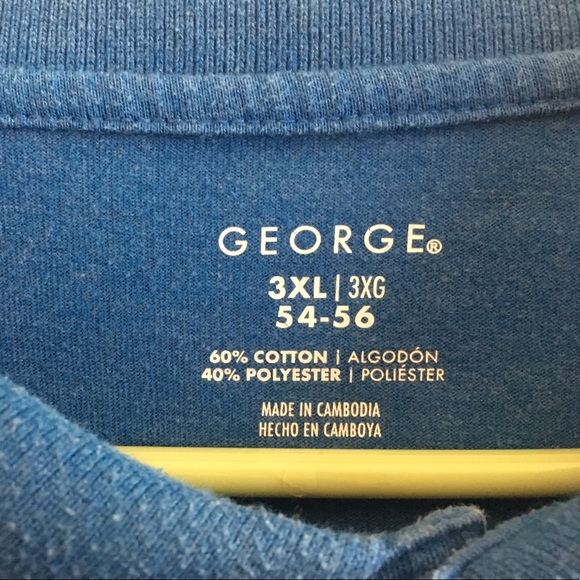 GEORGE®
3XL | 3XG
54-56
60% COTTON | ALGODÓN
40% POLYESTER | POLIÉSTER
MADE IN CAMBODIA
HECHO EN CAMBOYA